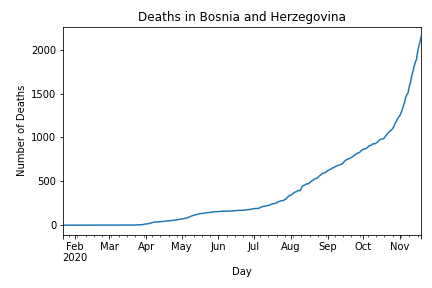 Deaths in Bosnia and Herzegovina
Number of Deaths
2000
1500
1000
500
0
Feb Mar Apr May Jun Jul Aug Sep Oct Nov
2020
Day